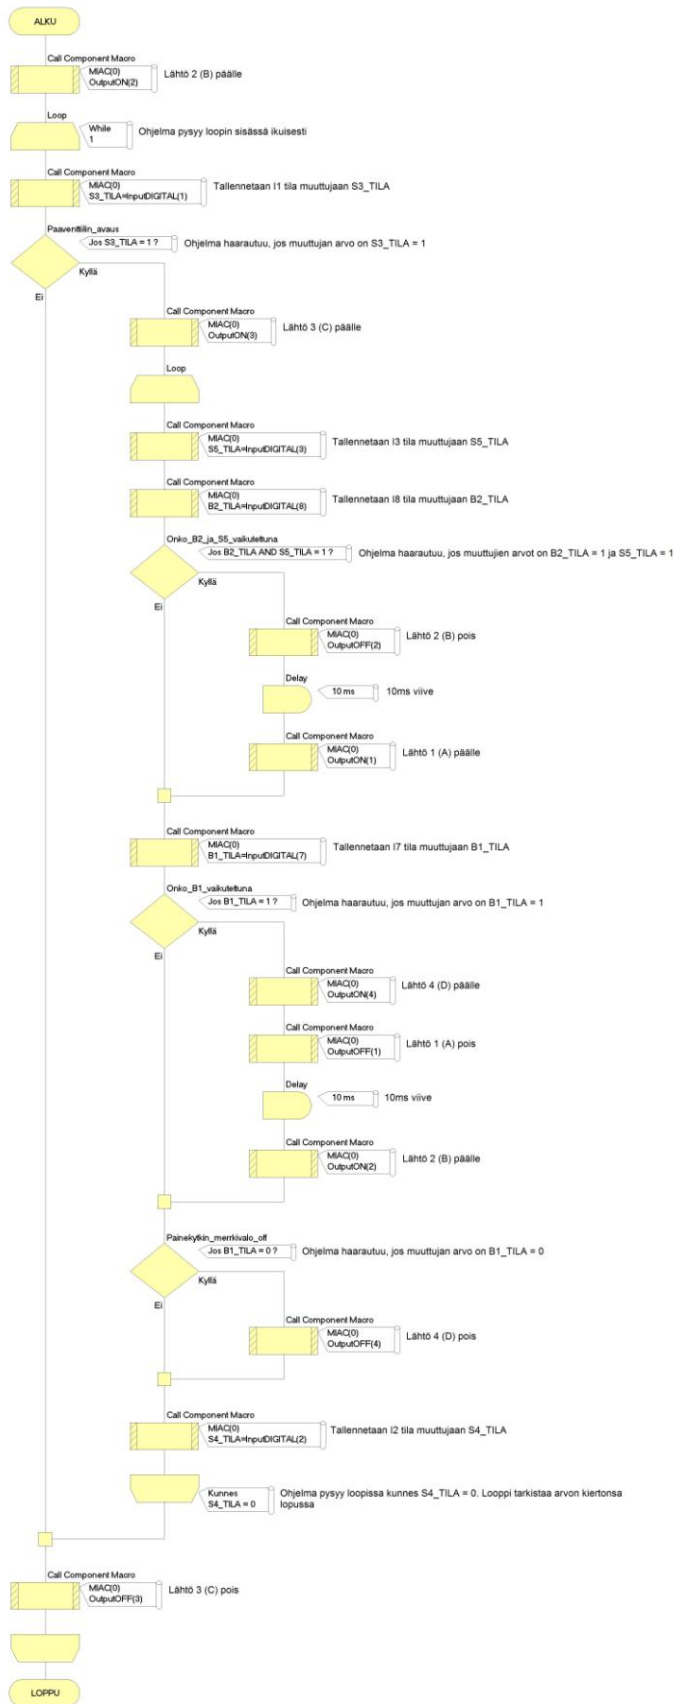 ALKU
Call Component Macro
MIAC(0)
OutputON(2)
Lähtö 2 (B) päälle
Loop
While
1
Ohjelma pysyy loopin sisässä ikuisesti
Call Component Macro
MIAC(0)
S3_TILA=InputDIGITAL(1)
Tallennetaan I1 tila muuttujaan S3_TILA
Paaventtiilin_avaus
Jos S3_TILA = 1 ?
Ohjelma haarautuu, jos muuttujan arvo on S3_TILA = 1
Kyllä
Ei
Call Component Macro
MIAC(0)
OutputON(3)
Lähtö 3 (C) päälle
Loop
Call Component Macro
MIAC(0)
S5_TILA=InputDIGITAL(3)
Tallennetaan I3 tila muuttujaan S5_TILA
Call Component Macro
MIAC(0)
B2_TILA=InputDIGITAL(8)
Tallennetaan I8 tila muuttujaan B2_TILA
Onko_B2_ja_S5_vaikutettuna
Jos B2_TILA AND S5_TILA = 1 ?
Ohjelma haarautuu, jos muuttujien arvot on B2_TILA = 1 ja S5_TILA = 1
Kyllä
Ei
Call Component Macro
MIAC(0)
OutputOFF(2)
Lähtö 2 (B) pois
Delay
10 ms
10ms viive
Call Component Macro
MIAC(0)
OutputON(1)
Lähtö 1 (A) päälle
Call Component Macro
MIAC(0)
B1_TILA=InputDIGITAL(7)
Tallennetaan I7 tila muuttujaan B1_TILA
Onko_B1_vaikutettuna
Jos B1_TILA = 1 ?
Ohjelma haarautuu, jos muuttujan arvo on B1_TILA = 1
Kyllä
Ei
Call Component Macro
MIAC(0)
OutputON(4)
Lähtö 4 (D) päälle
Call Component Macro
MIAC(0)
OutputOFF(1)
Lähtö 1 (A) pois
Delay
10 ms
10ms viive
Call Component Macro
MIAC(0)
OutputON(2)
Lähtö 2 (B) päälle
Painekytkin_merrkivalo_off
Jos B1_TILA = 0 ?
Ohjelma haarautuu, jos muuttujan arvo on B1_TILA = 0
Kyllä
Ei
Call Component Macro
MIAC(0)
OutputOFF(4)
Lähtö 4 (D) pois
Call Component Macro
MIAC(0)
S4_TILA=InputDIGITAL(2)
Tallennetaan I2 tila muuttujaan S4_TILA
Kunnes
S4_TILA = 0
Ohjelma pysyy loopissa kunnes S4_TILA = 0. Looppi tarkistaa arvon kiertonsa
lopussa
Call Component Macro
MIAC(0)
OutputOFF(3)
Lähtö 3 (C) pois
LOPPU